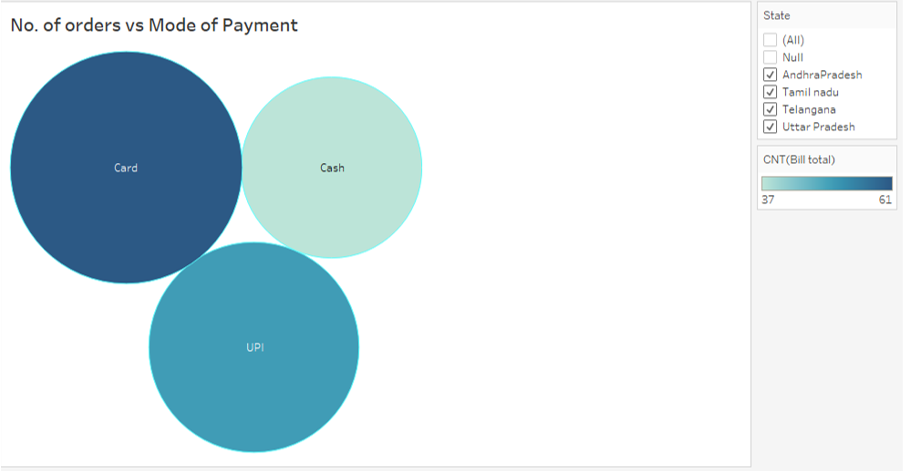 No. of orders vs Mode of Payment
Card
Cash
UPI
State
(All)
Null
AndhraPradesh
Tamil nadu
Telangana
Uttar Pradesh
CNT(Bill total)
37 61